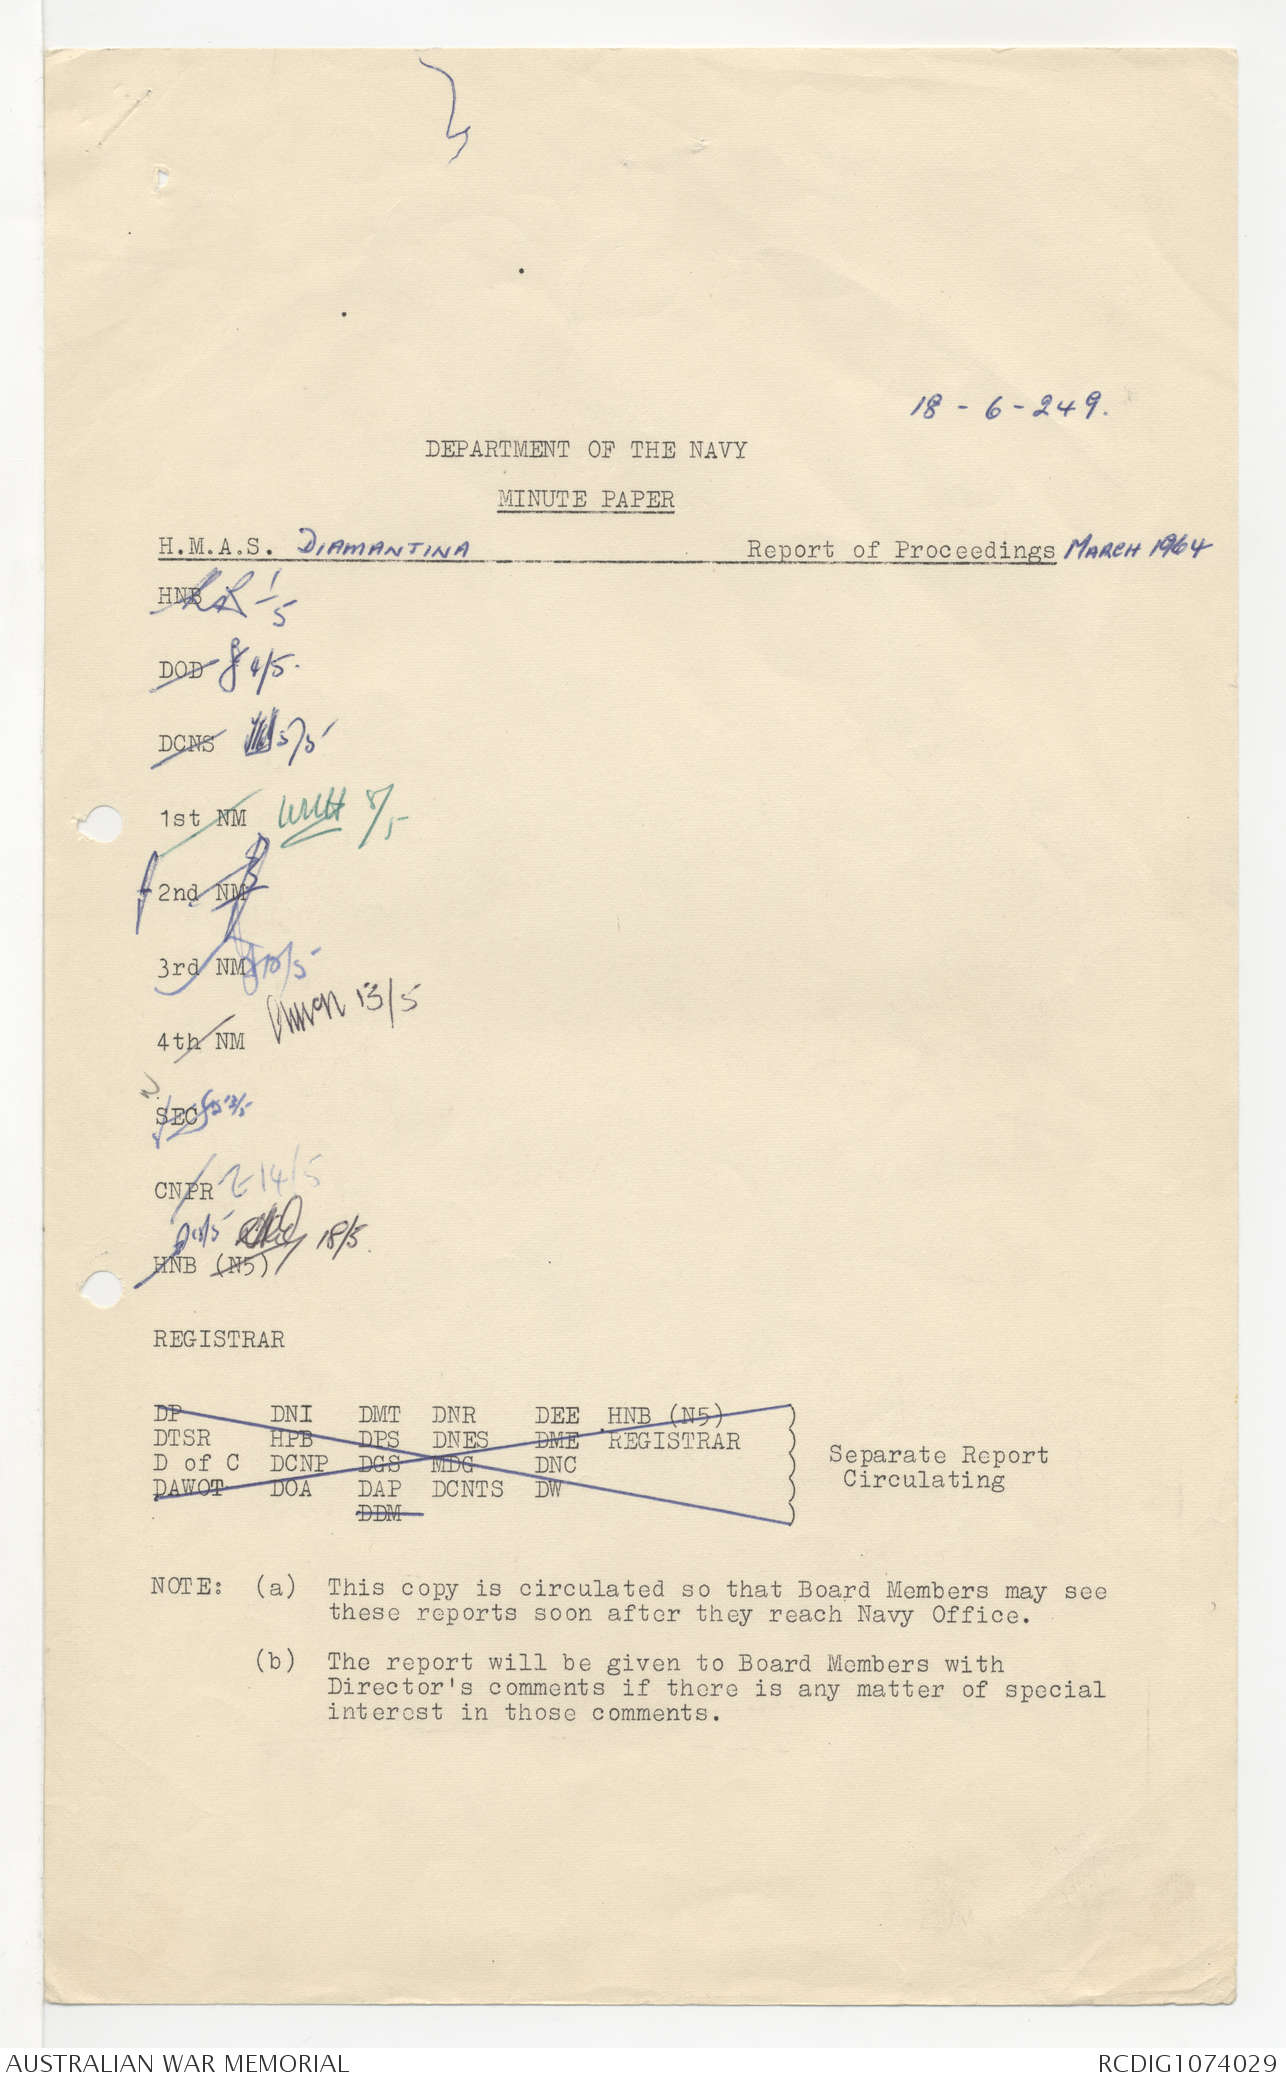 18 - 6 - 249.
DEPARTMENT OF THE NAVY
MINUTE PAPER
H.M.A.S. DIAMANTINA Report of Proceedings MARCH 1964
HNB 1/5
DOD 4/5.
DCNS 5/5
1st NM 8/5
2nd NM
3rd NM 10/5
4th NM 13/5
SEC 13/5
CNPR 14/5
18/5
HNB (N5)
REGISTRAR
DP DNI DMT DNR DEE HNB (N5)
DTSR HPB DPS DNES DME REGISTRAR
D of C DCNP DGS MDG DNC
DAWOT DOA DAP DCNTS DW
DDM
Separate Report
Circulating
NOTE: (a) This copy is circulated so that Board Members may see
these reports soon after they reach Navy Office.
(b) The report will be given to Board Members with
Director's comments if there is any matter of special
interest in those comments.
AUSTRALIAN WAR MEMORIAL RCDIG1074029